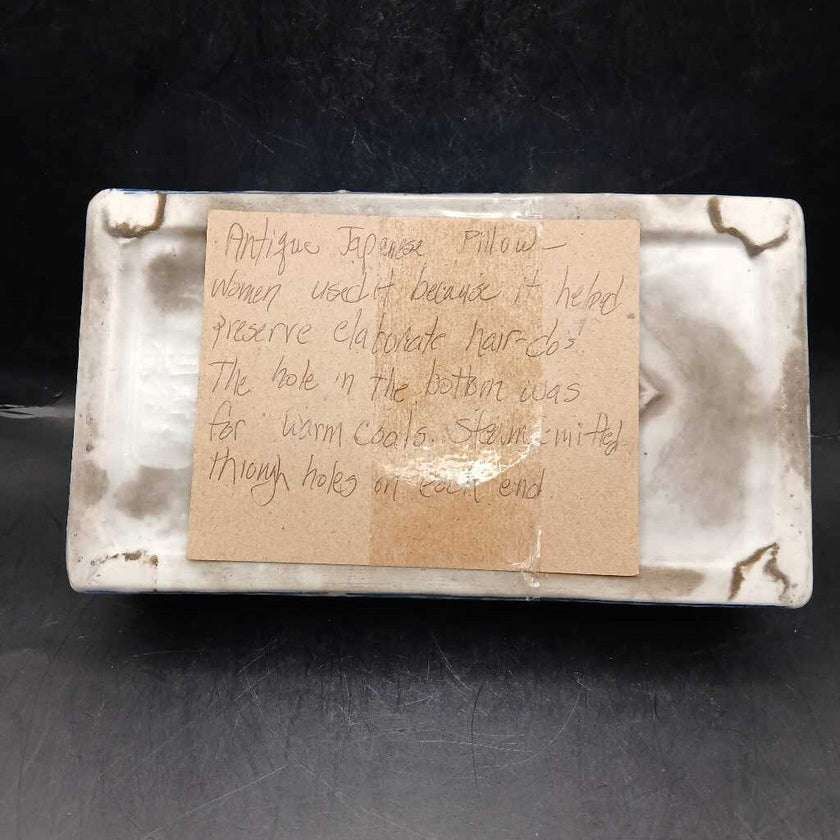 Antique Japanese Pillow –
Women used it because it helped
preserve elaborate hair-dos
The hole in the bottom was
for warm coals. Steam emitted
through holes on each end